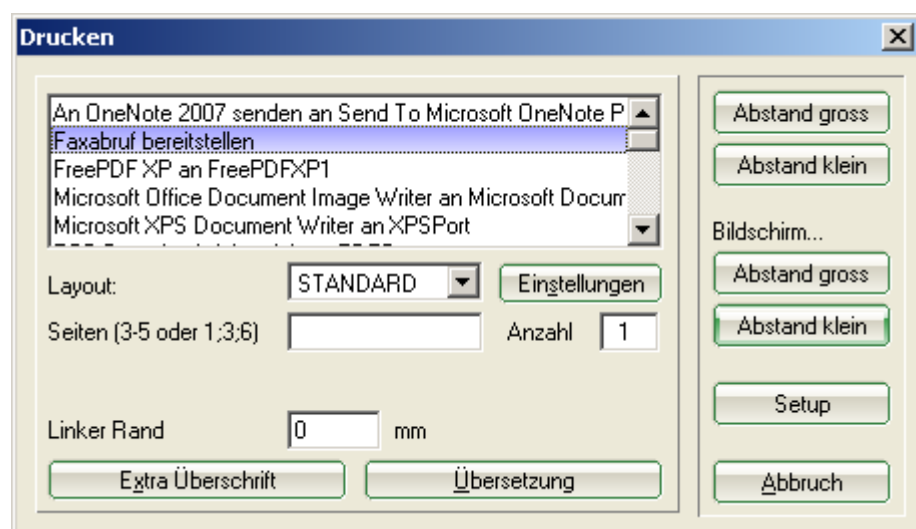 Drucken
An OneNote 2007 senden an Send To Microsoft OneNote P
Faxabruf bereitstellen
FreePDF XP an FreePDFXP1
Microsoft Office Document Image Writer an Microsoft Docum
Microsoft XPS Document Writer an XPSPort
Layout:
STANDARD
Einstellungen
Seiten (3-5 oder 1;3;6)
Anzahl
1
Linker Rand
0
mm
Extra Überschrift
Übersetzung
Abstand gross
Abstand klein
Bildschirm...
Abstand gross
Abstand klein
Setup
Abbruch